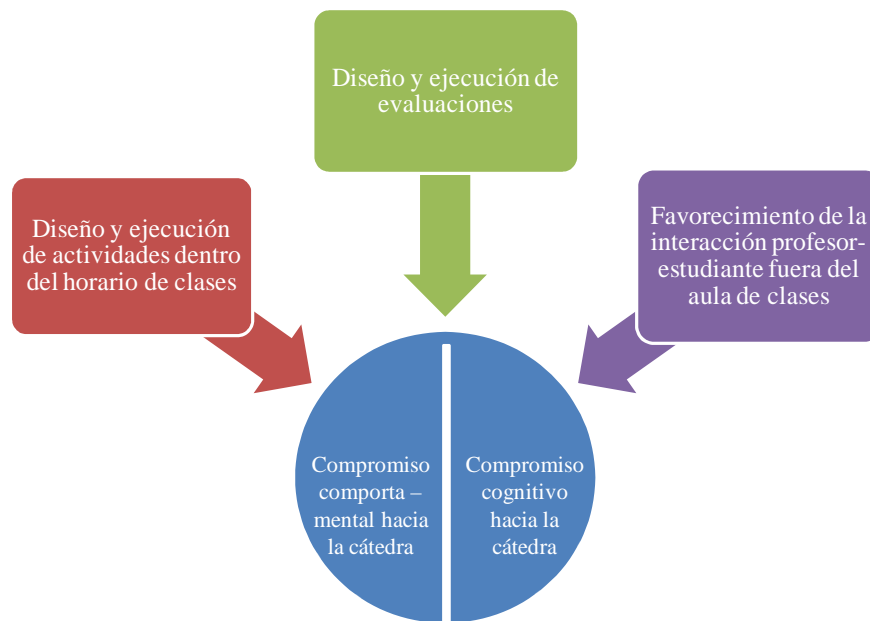 Diseño y ejecución de
evaluaciones
Diseño y ejecución
de actividades dentro
del horario de clases
Favorecimiento de la
interacción profesor-
estudiante fuera del
aula de clases
Compromiso
comporta –
mental hacia
la cátedra
Compromiso
cognitivo
hacia la
cátedra